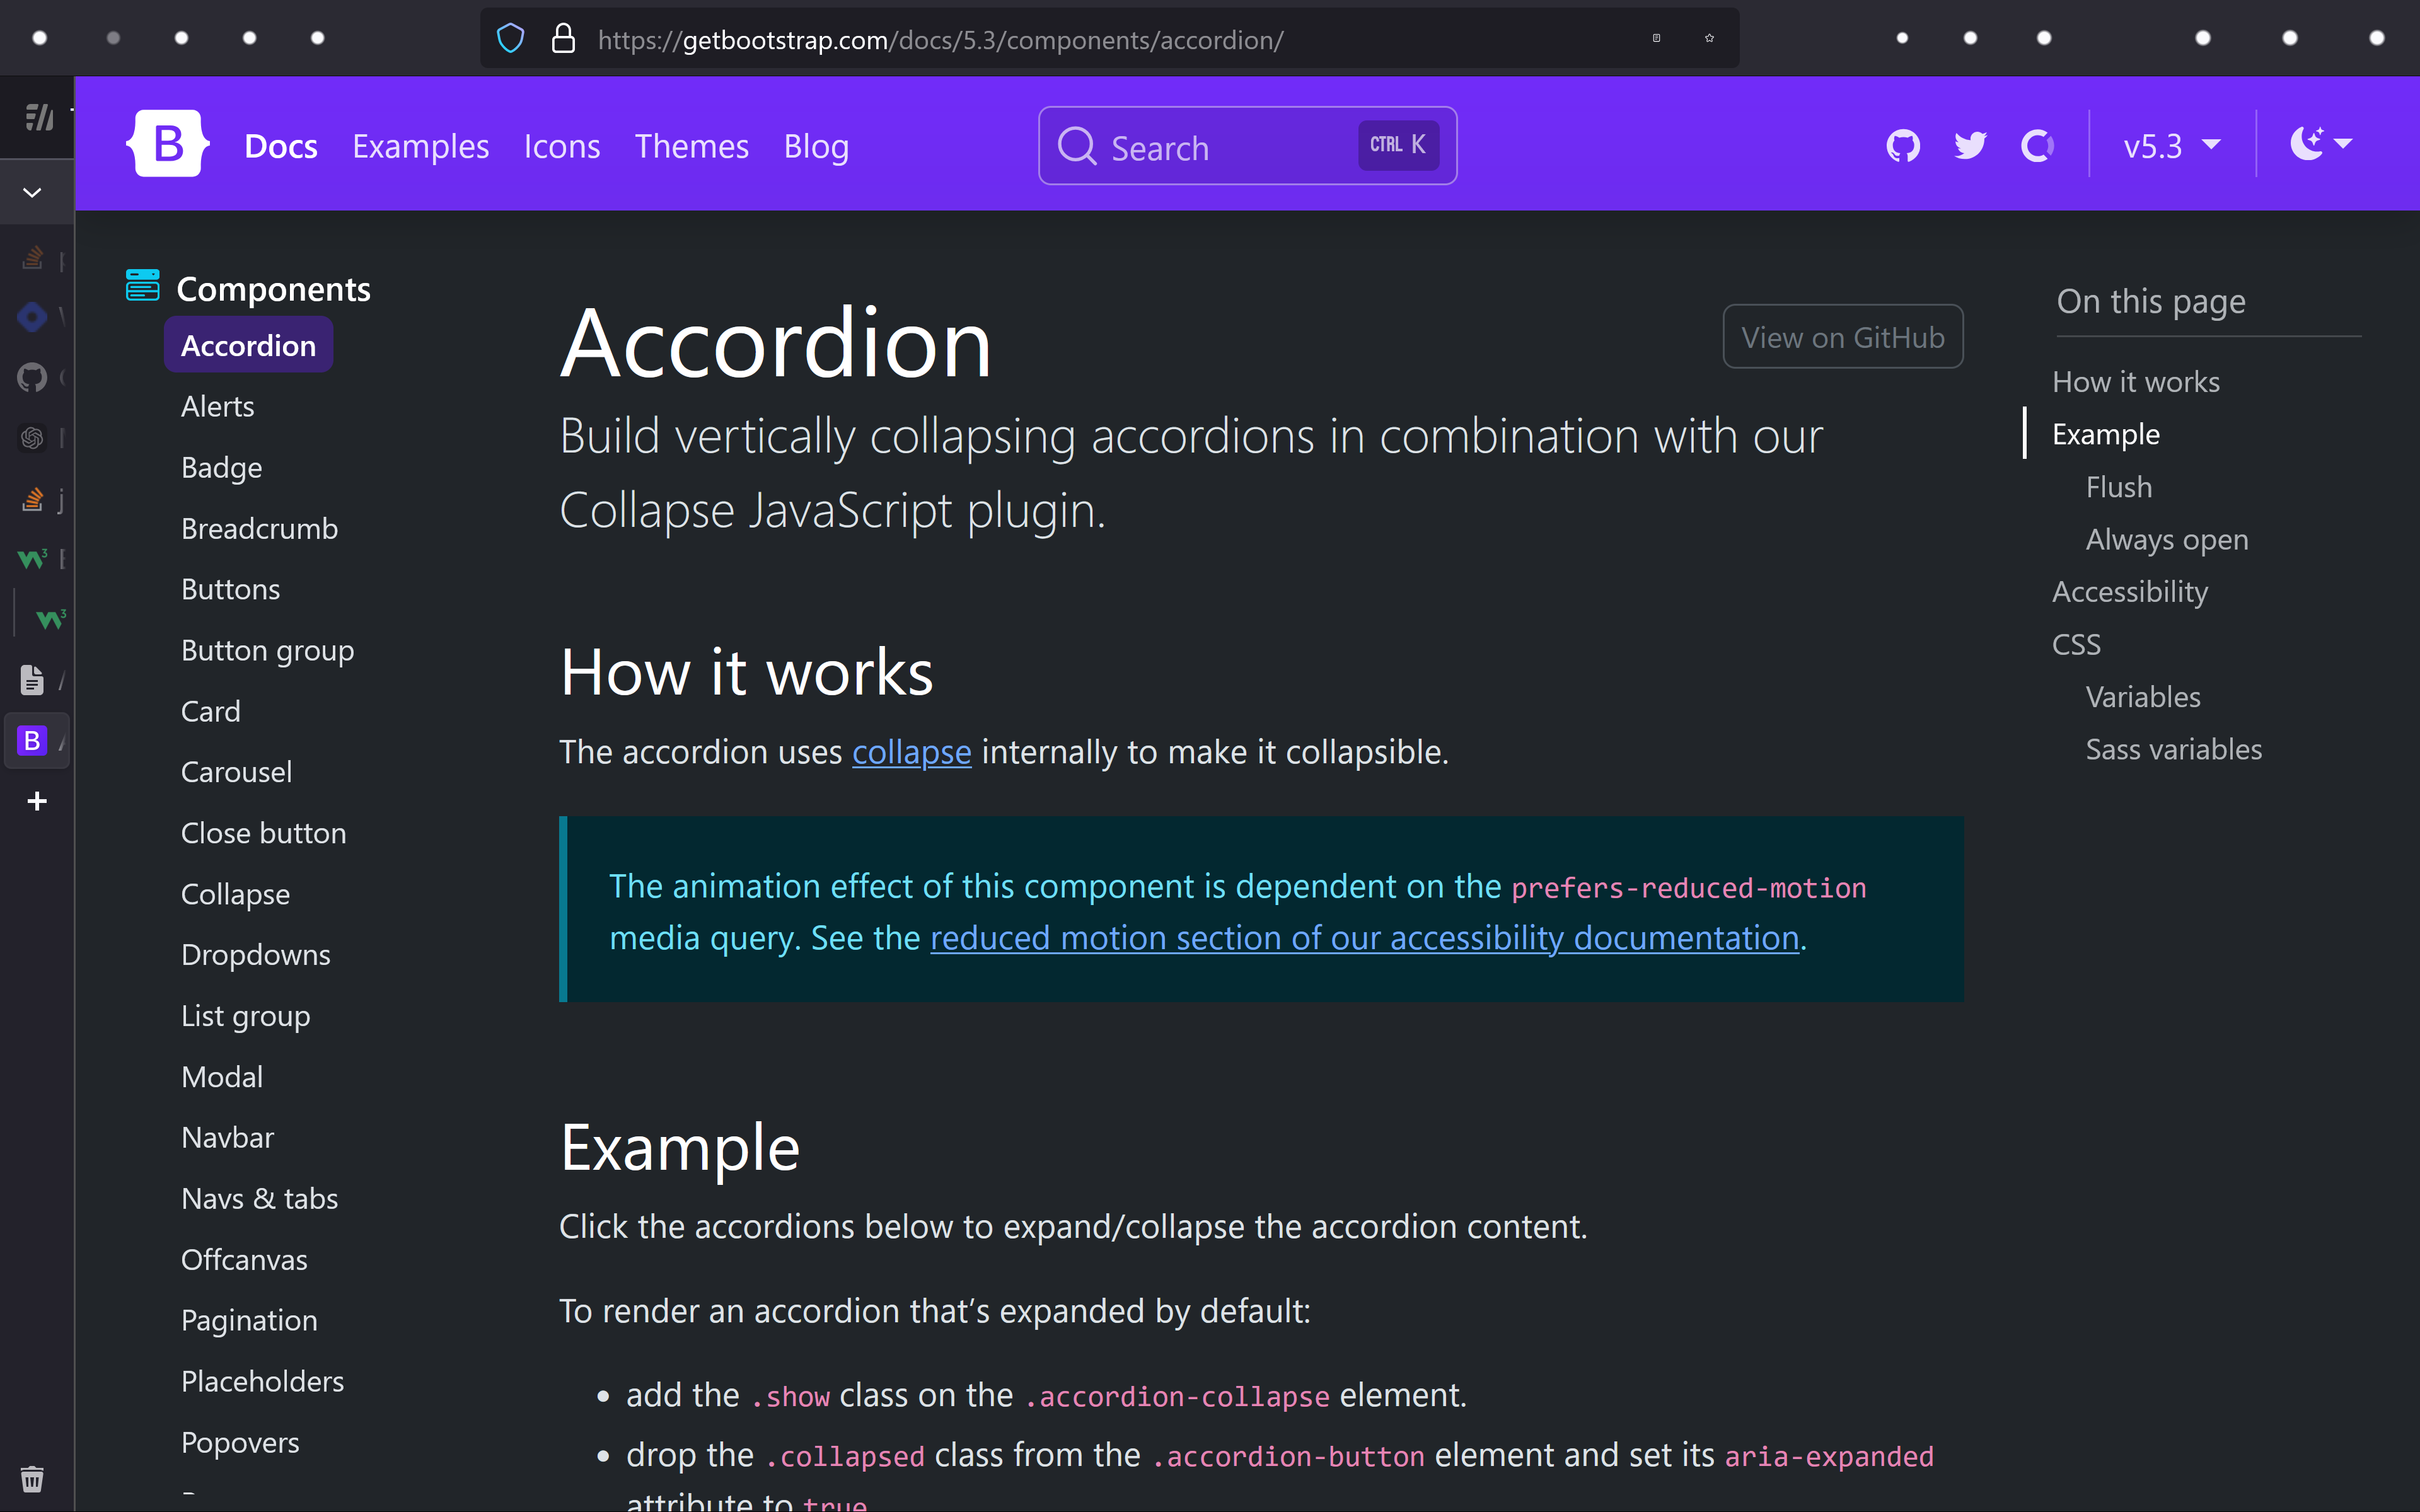 https://getbootstrap.com/docs/5.3/components/accordion/
B
Docs
Examples
Icons
Themes
Blog
Search
CTRL K
v5.3
Components
Accordion
Alerts
Badge
Breadcrumb
Buttons
Button group
Card
Carousel
Close button
Collapse
Dropdowns
List group
Modal
Navbar
Navs & tabs
Offcanvas
Pagination
Placeholders
Popovers
Accordion
View on GitHub
Build vertically collapsing accordions in combination with our
Collapse JavaScript plugin.
How it works
The accordion uses collapse internally to make it collapsible.
The animation effect of this component is dependent on the prefers-reduced-motion
media query. See the reduced motion section of our accessibility documentation.
Example
Click the accordions below to expand/collapse the accordion content.
To render an accordion that’s expanded by default:
• add the .show class on the .accordion-collapse element.
• drop the .collapsed class from the .accordion-button element and set its aria-expanded
attribute to true
On this page
How it works
Example
Flush
Always open
Accessibility
CSS
Variables
Sass variables